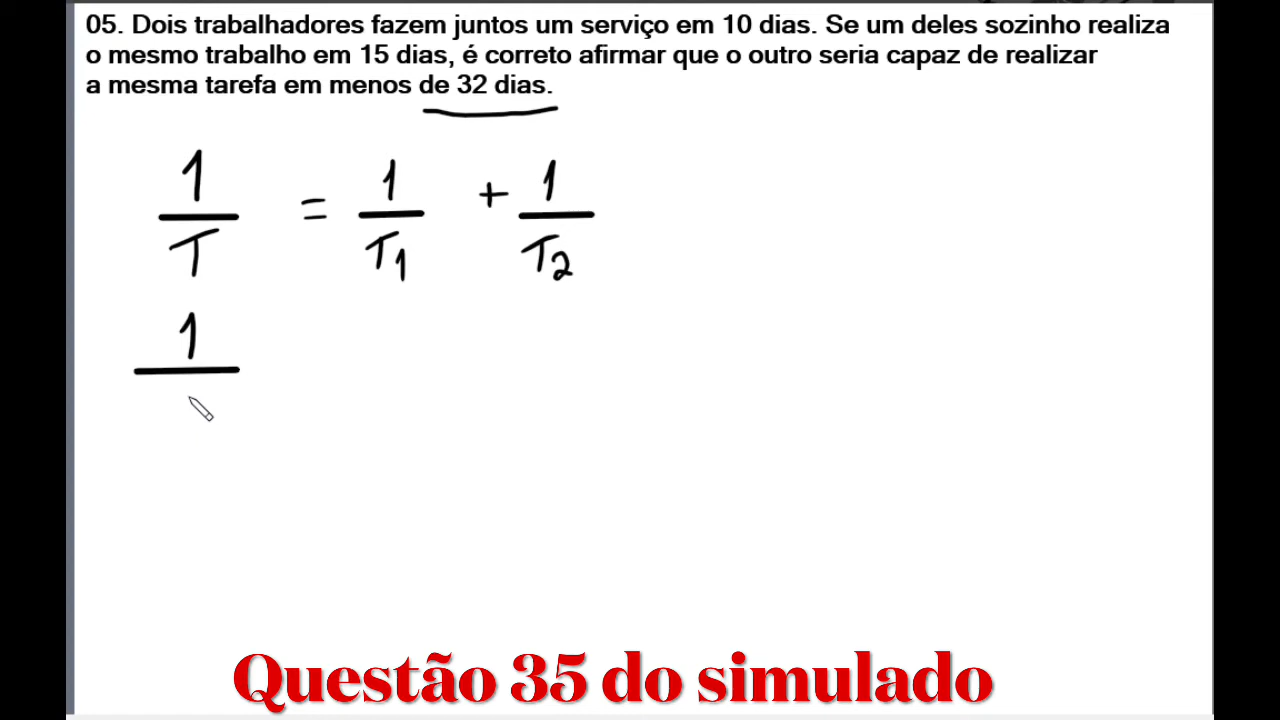 05. Dois trabalhadores fazem juntos um serviço em 10 dias. Se um deles sozinho realiza
o mesmo trabalho em 15 dias, é correto afirmar que o outro seria capaz de realizar
a mesma tarefa em menos de 32 dias.
1/T = 1/T1 + 1/T2
1
Questão 35 do simulado